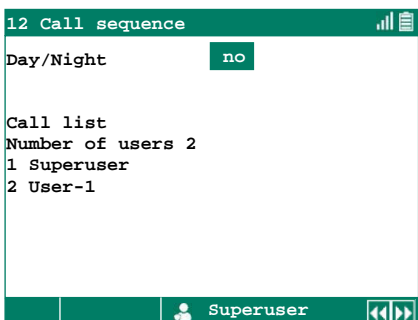 12 Call sequence
Day/Night no
Call list
Number of users 2
1 Superuser
2 User-1
Superuser